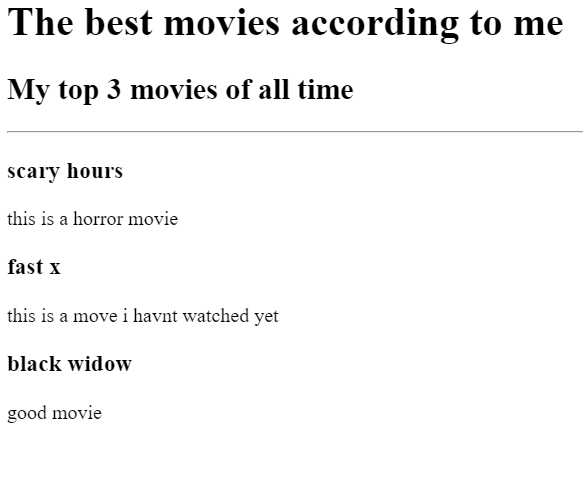 The best movies according to me
My top 3 movies of all time
scary hours
this is a horror movie
fast x
this is a move i havnt watched yet
black widow
good movie